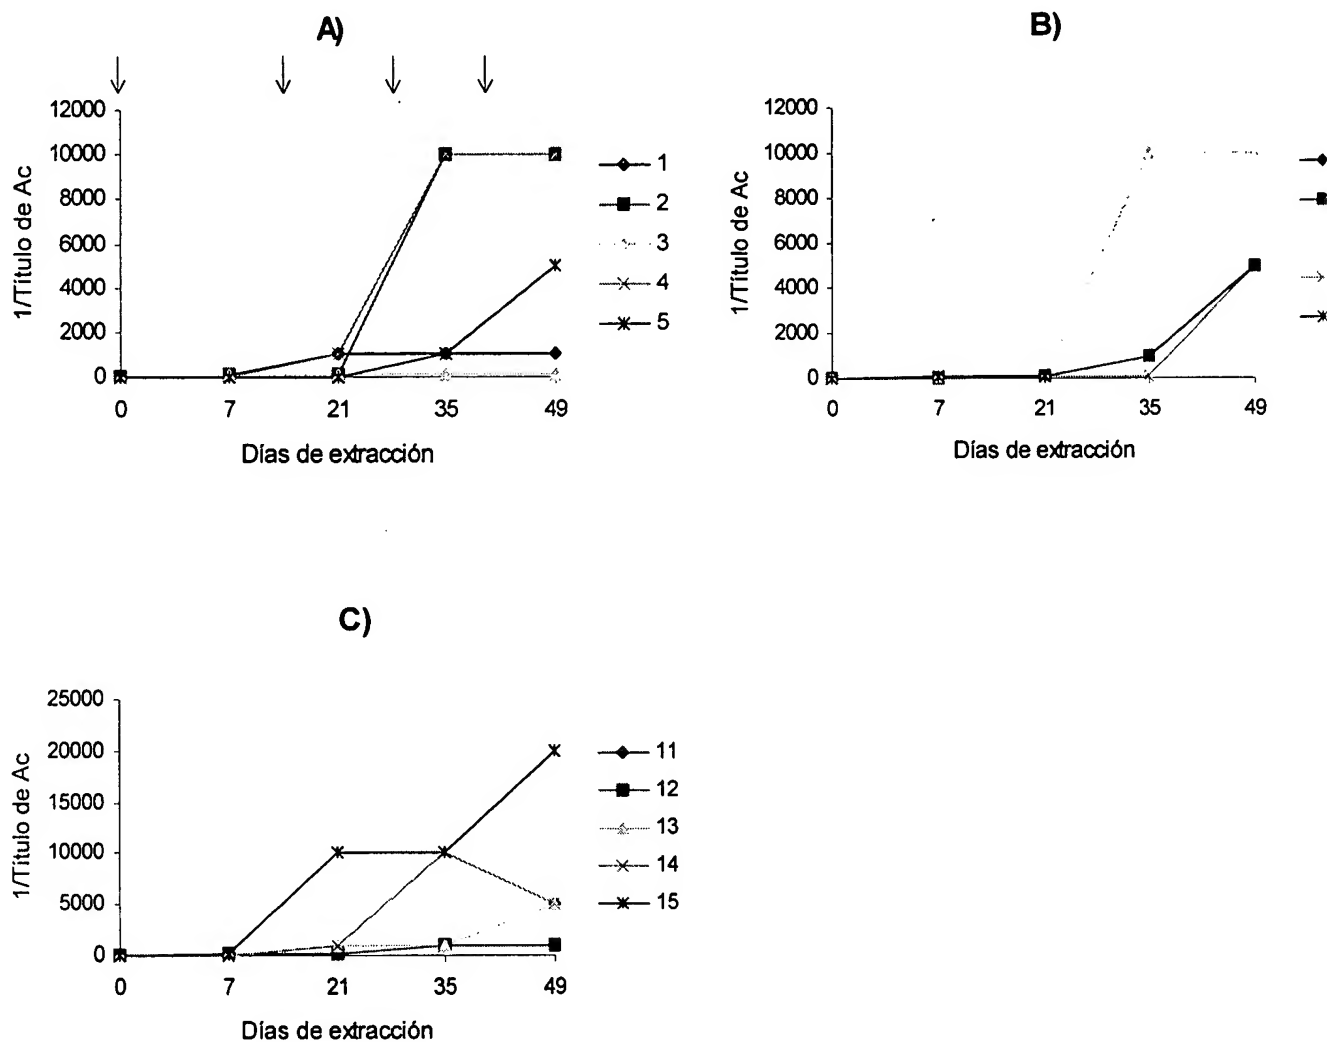 A)
12000
10000
8000
6000
4000
2000
0
1/Título de Ac
0 7 21 35 49
Días de extracción
1
2
3
4
5
B)
12000
10000
8000
6000
4000
2000
0
1/Título de Ac
0 7 21 35 49
Días de extracción
C)
25000
20000
15000
10000
5000
0
1/Título de Ac
0 7 21 35 49
Días de extracción
11
12
13
14
15